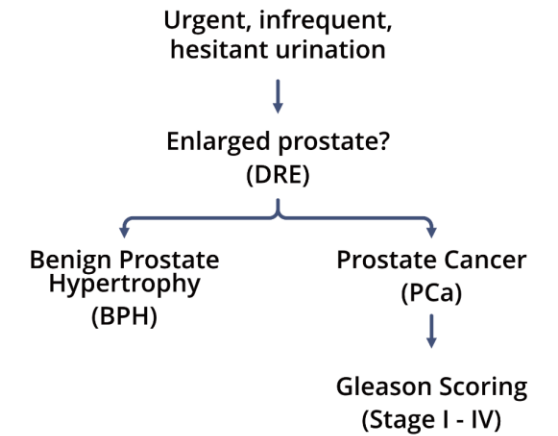 Urgent, infrequent,
hesitant urination
Enlarged prostate?
(DRE)
Benign Prostate
Hypertrophy
(BPH)
Prostate Cancer
(PCa)
Gleason Scoring
(Stage I - IV)